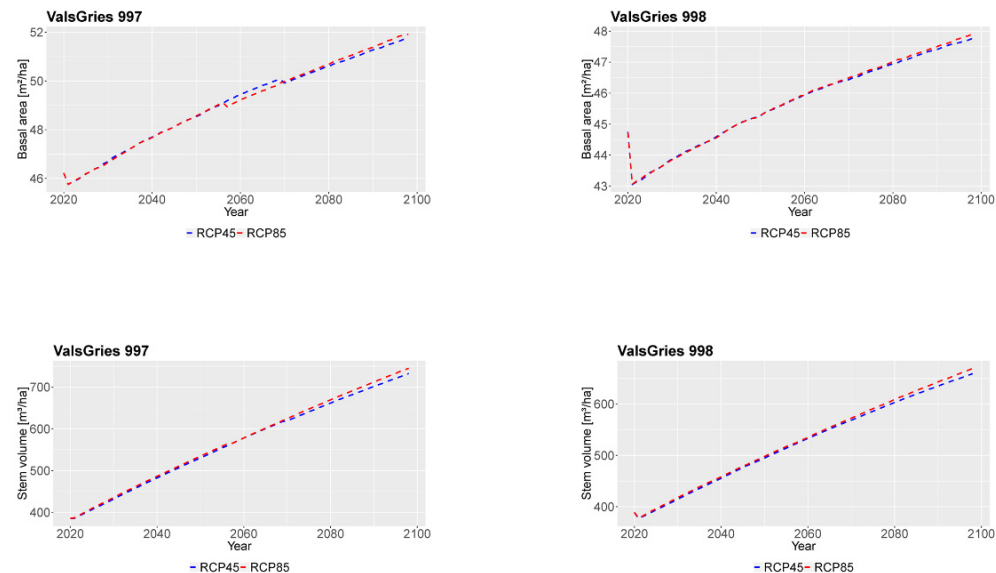 ValsGries 997
Basal area [m²/ha]
52
50
48
46
2020 2040 2060 2080 2100
Year
RCP45 RCP85
ValsGries 998
Basal area [m²/ha]
48
47
46
45
44
43
2020 2040 2060 2080 2100
Year
RCP45 RCP85
ValsGries 997
Stem volume [m³/ha]
700
600
500
400
2020 2040 2060 2080 2100
Year
RCP45 RCP85
ValsGries 998
Stem volume [m³/ha]
600
500
400
2020 2040 2060 2080 2100
Year
RCP45 RCP85